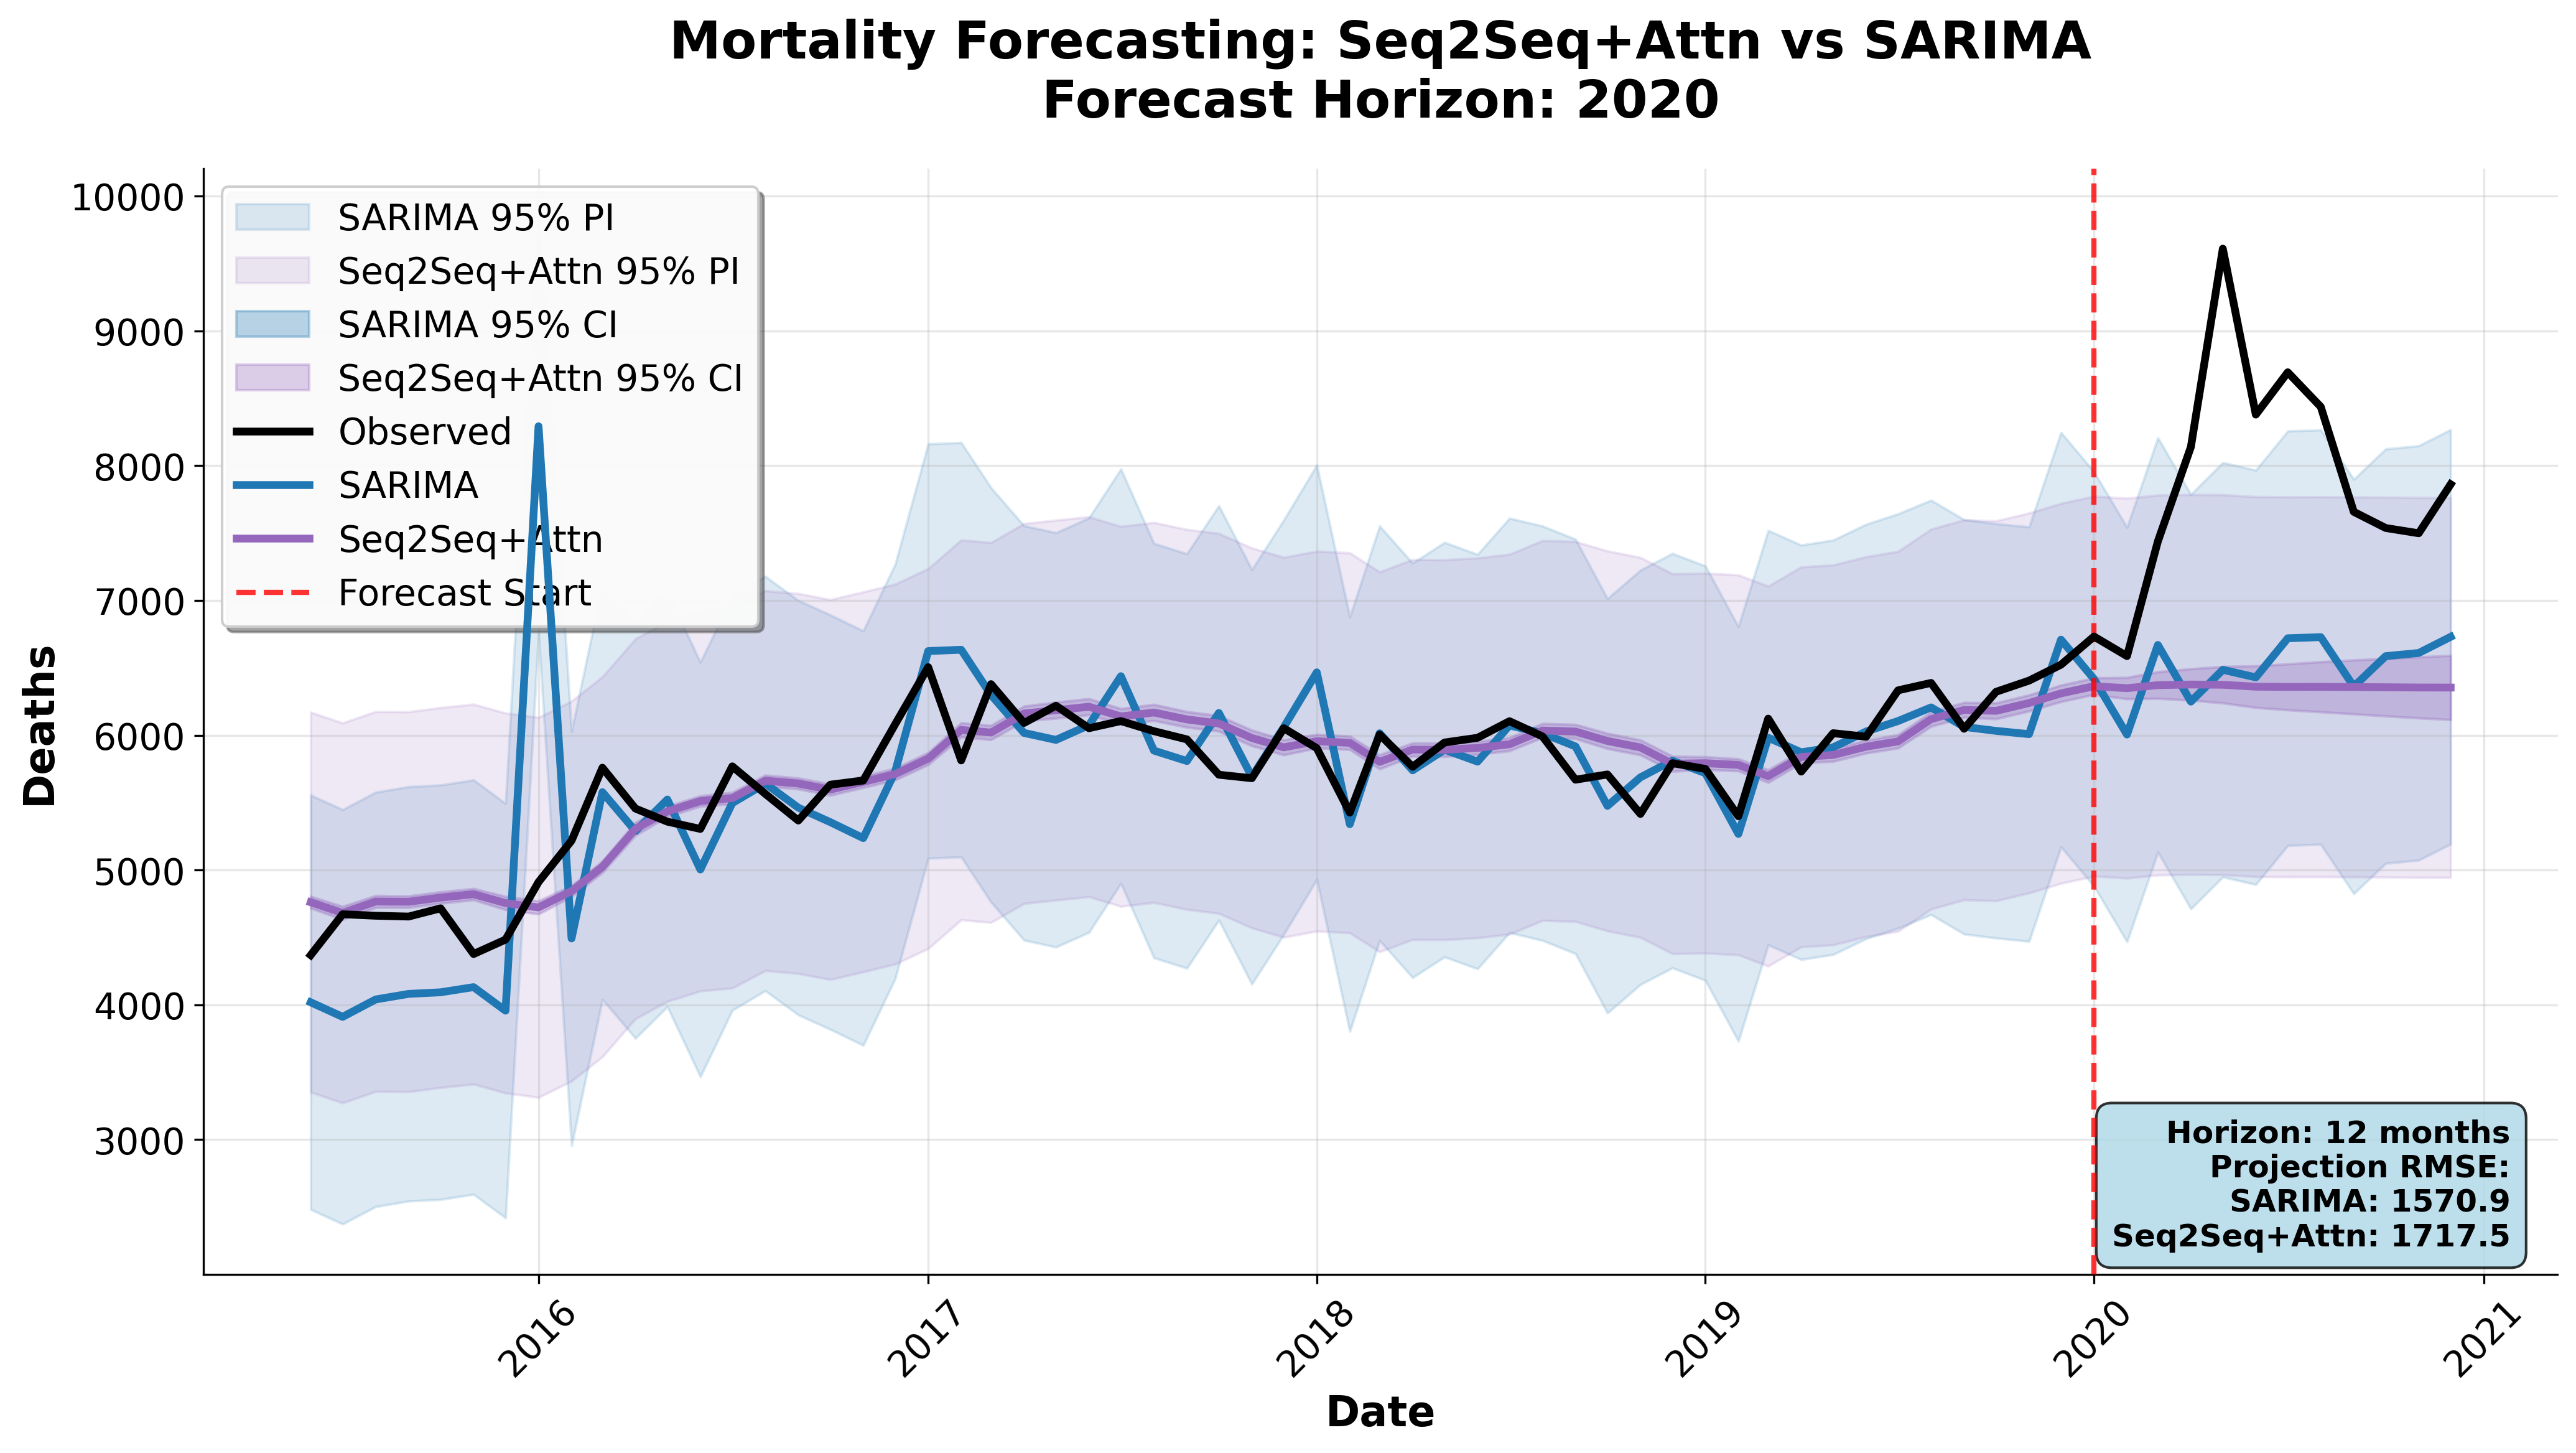 Mortality Forecasting: Seq2Seq+Attn vs SARIMA
Forecast Horizon: 2020
10000
9000
8000
7000
6000
5000
4000
3000
Deaths
SARIMA 95% PI
Seq2Seq+Attn 95% PI
SARIMA 95% CI
Seq2Seq+Attn 95% CI
Observed
SARIMA
Seq2Seq+Attn
Forecast Start
Horizon: 12 months
Projection RMSE:
SARIMA: 1570.9
Seq2Seq+Attn: 1717.5
2016
2017
2018
2019
2020
2021
Date